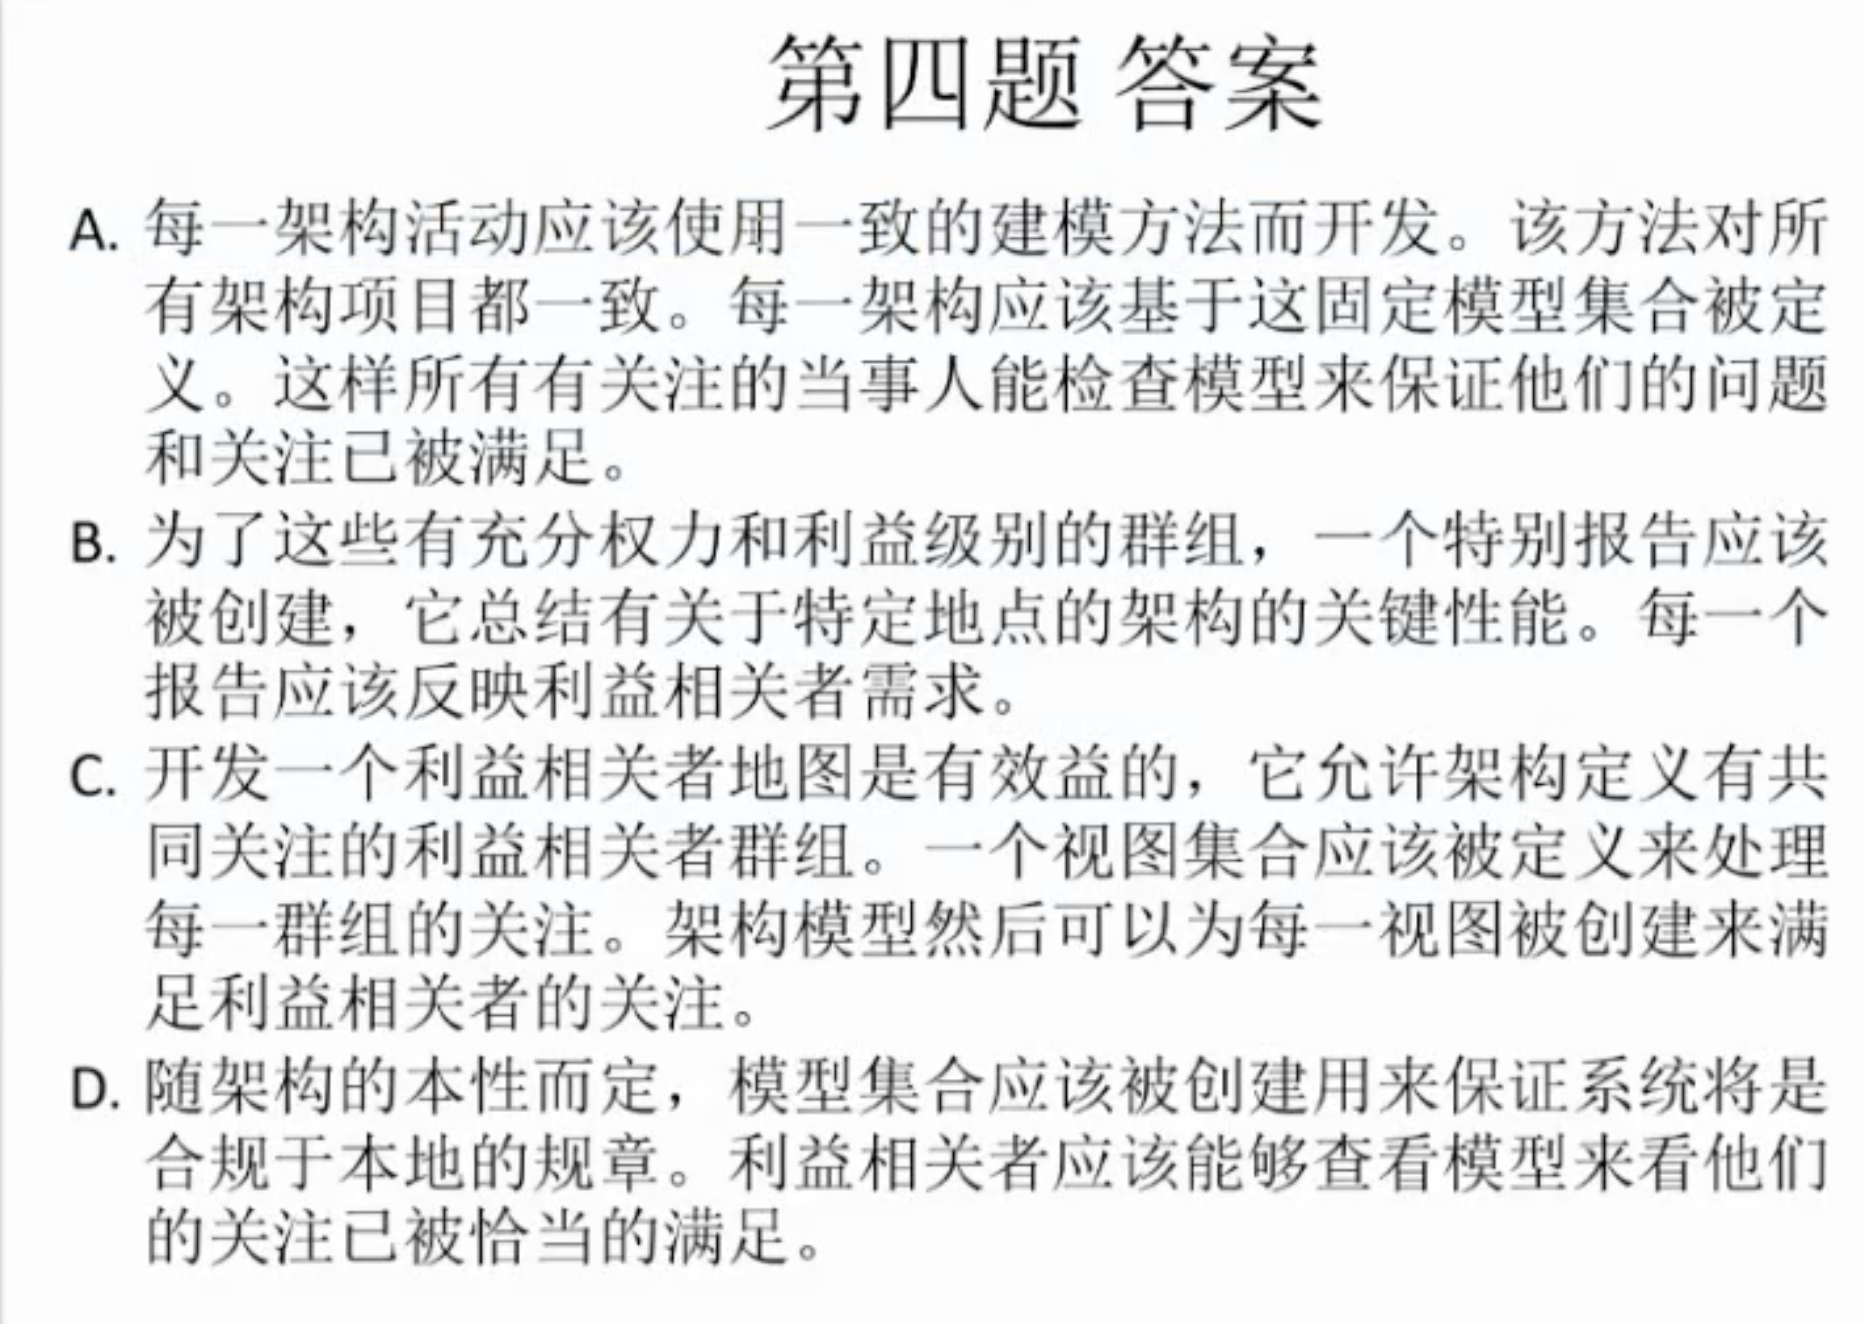 第四题 答案
A. 每一架构活动应该使用一致的建模方法而开发。该方法对所
有架构项目都一致。每一架构应该基于这固定模型集合被定
义。这样所有有关注的当事人能检查模型来保证他们的问题
和关注已被满足。
B. 为了这些有充分权力和利益级别的群组，一个特别报告应该
被创建，它总结有关于特定地点的架构的关键性能。每一个
报告应该反映利益相关者需求。
C. 开发一个利益相关者地图是有效益的，它允许架构定义有共
同关注的利益相关者群组。一个视图集合应该被定义来处理
每一群组的关注。架构模型然后可以为每一视图被创建来满
足利益相关者的关注。
D. 随架构的本性而定，模型集合应该被创建用来保证系统将是
合规于本地的规章。利益相关者应该能够查看模型来看他们
的关注已被恰当的满足。